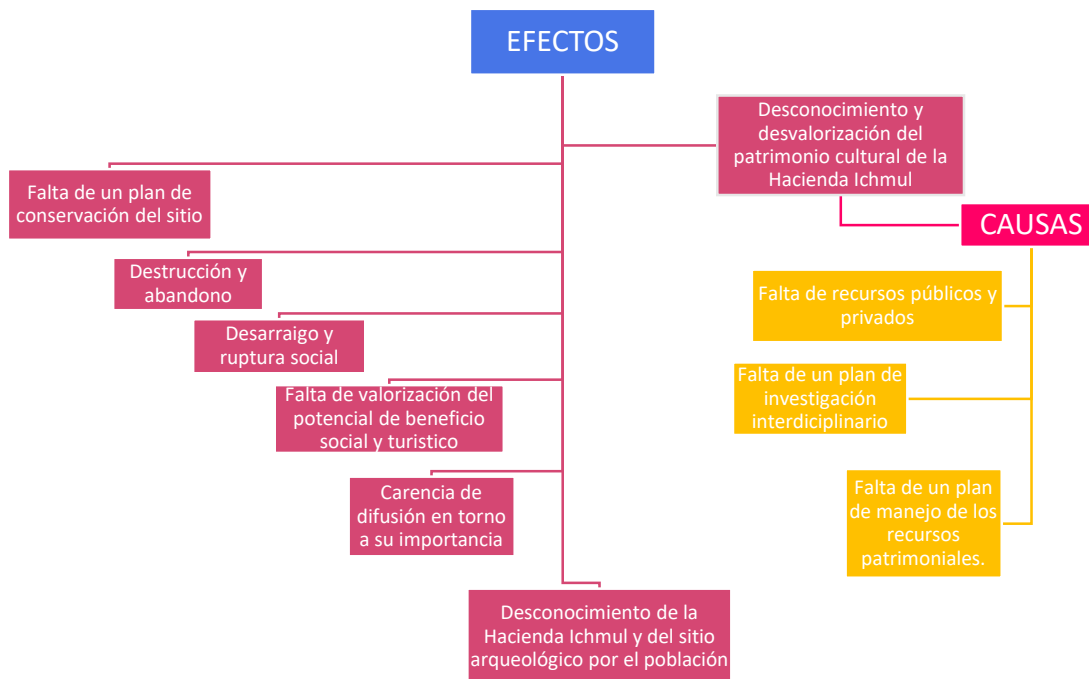 EFECTOS
Desconocimiento y
desvalorización del
patrimonio cultural de la
Hacienda Ichmul
Falta de un plan de
conservación del sitio
CAUSAS
Destrucción y
abandono
Falta de recursos públicos y
privados
Desarraigo y
ruptura social
Falta de un plan de
investigación
interdiciplinario
Falta de valorización del
potencial de beneficio
social y turistico
Carencia de
difusión en torno
a su importancia
Falta de un plan
de manejo de los
recursos
patrimoniales.
Desconocimiento de la
Hacienda Ichmul y del sitio
arqueológico por el población